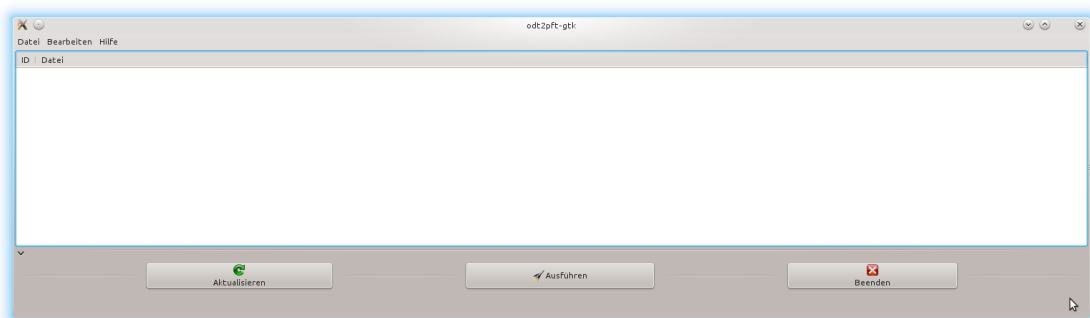 odt2pft-gtk
Datei Bearbeiten Hilfe
ID Datei
Aktualisieren
Ausführen
Beenden